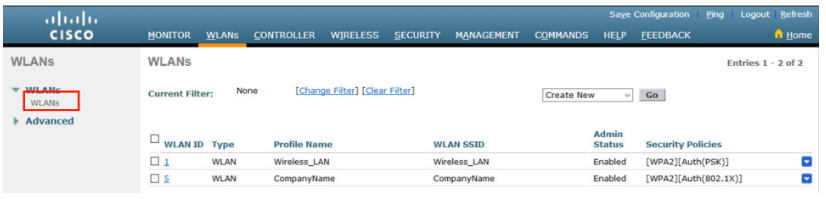 Save Configuration Ping Logout Refresh
CISCO MONITOR WLANs CONTROLLER WIRELESS SECURITY MANAGEMENT COMMANDS HELP FEEDBACK Home
WLANs
WLANs
WLANs
Advanced
WLANs Entries 1 - 2 of 2
Current Filter: None [Change Filter] [Clear Filter] Create New Go
WLAN ID Type Profile Name WLAN SSID Admin Status Security Policies
1 WLAN Wireless_LAN Wireless_LAN Enabled [WPA2][Auth(PSK)]
5 WLAN CompanyName CompanyName Enabled [WPA2][Auth(802.1X)]